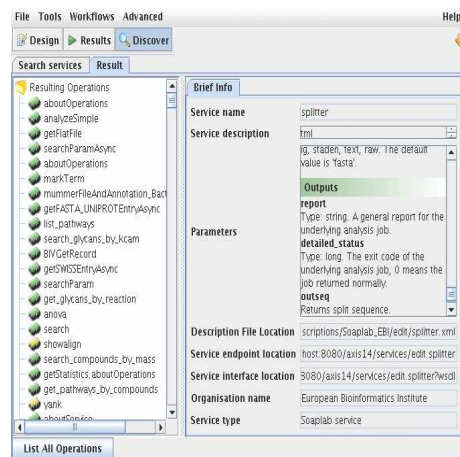 File Tools Workflows Advanced Help
Design Results Discover
Search services Result
Resulting Operations
aboutOperations
analyzeSimple
getFlatFile
searchParamAsync
aboutOperations
markTerm
mummerFileAndAnnotation_Bact
getFASTA_UNIPROTEntryAsync
list_pathways
search_glycans_by_kcam
BIVGetRecord
getSWISSEntryAsync
searchParam
get_glycans_by_reaction
anova
search
showalign
search_compounds_by_mass
getStatistics.aboutOperations
get_pathways_by_compounds
yank
aboutService
List All Operations
Brief Info
Service name splitter
Service description tml
Parameters
ig, staden, text, raw. The default
value is 'fasta'.
Outputs
report
Type: string. A general report for the
underlying analysis job.
detailed_status
Type: long. The exit code of the
underlying analysis job, 0 means the
job returned normally.
outseq
Returns split sequence.
Description File Location scriptions/Soaplab_EBI/edit/splitter.xml
Service endpoint location host:8080/axis14/services/edit.splitter
Service interface location 8080/axis14/services/edit.splitter?wsdl
Organisation name European Bioinformatics Institute
Service type Soaplab service